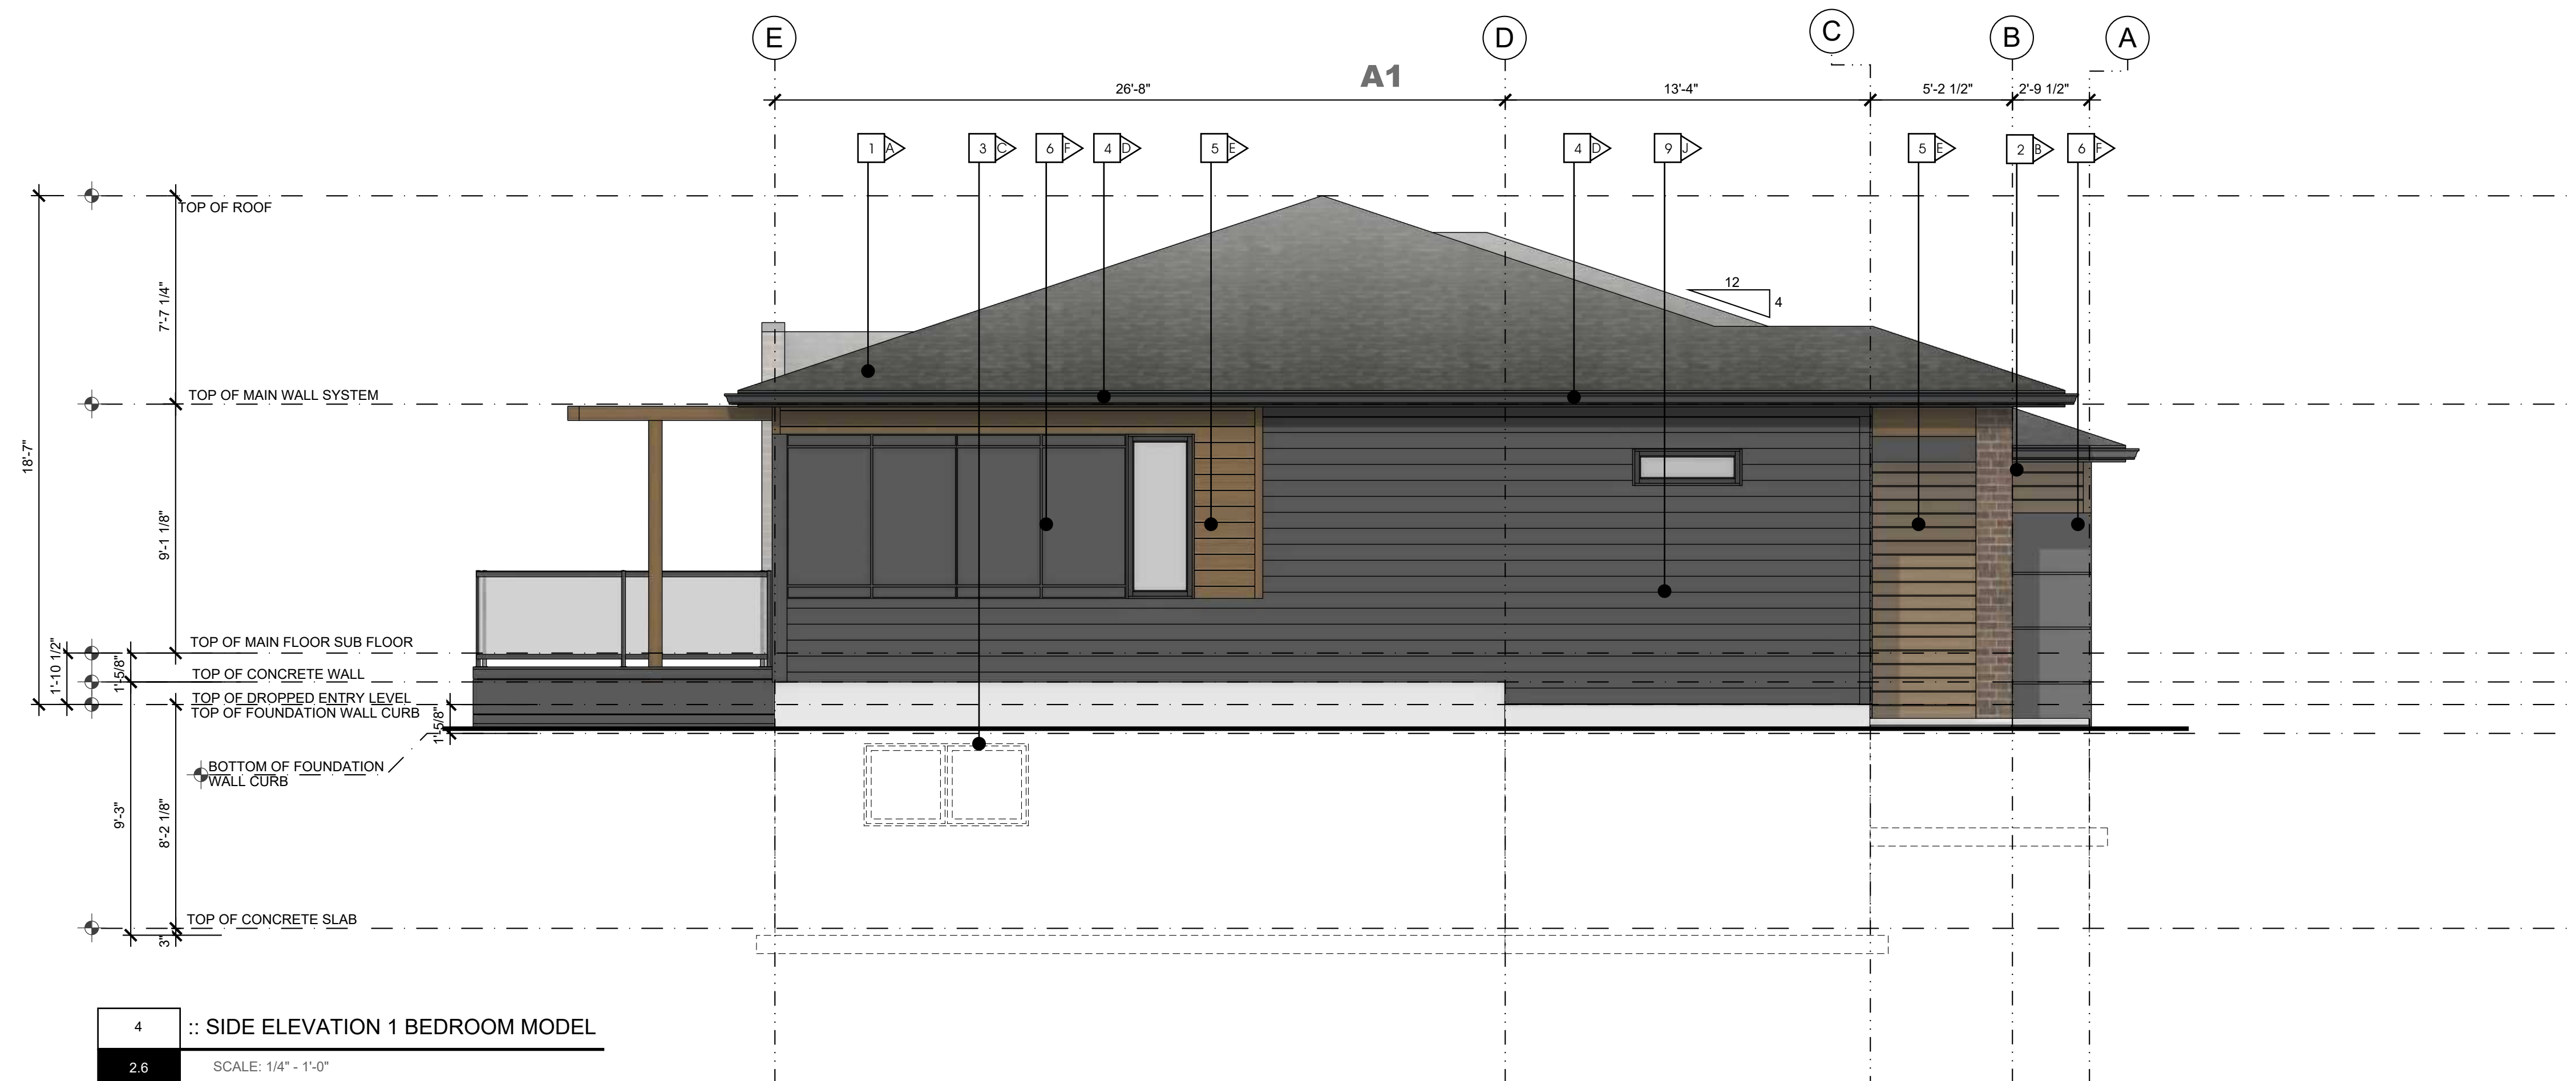 E
D
C
B
A
A1
26'-8"
13'-4"
5'-2 1/2"
2'-9 1/2"
1 A
3 C
6 F
4 D
5 E
4 D
9 J
5 E
2 B
6 F
TOP OF ROOF
12
4
7'-7 1/4"
TOP OF MAIN WALL SYSTEM
18'-7"
9'-1 1/8"
TOP OF MAIN FLOOR SUB FLOOR
1'-10 1/2"
1'-5/8"
TOP OF CONCRETE WALL
TOP OF DROPPED ENTRY LEVEL
TOP OF FOUNDATION WALL CURB
1'-5/8"
BOTTOM OF FOUNDATION
WALL CURB
9'-3"
8'-2 1/8"
TOP OF CONCRETE SLAB
3"
4
:: SIDE ELEVATION 1 BEDROOM MODEL
2.6
SCALE: 1/4" - 1'-0"